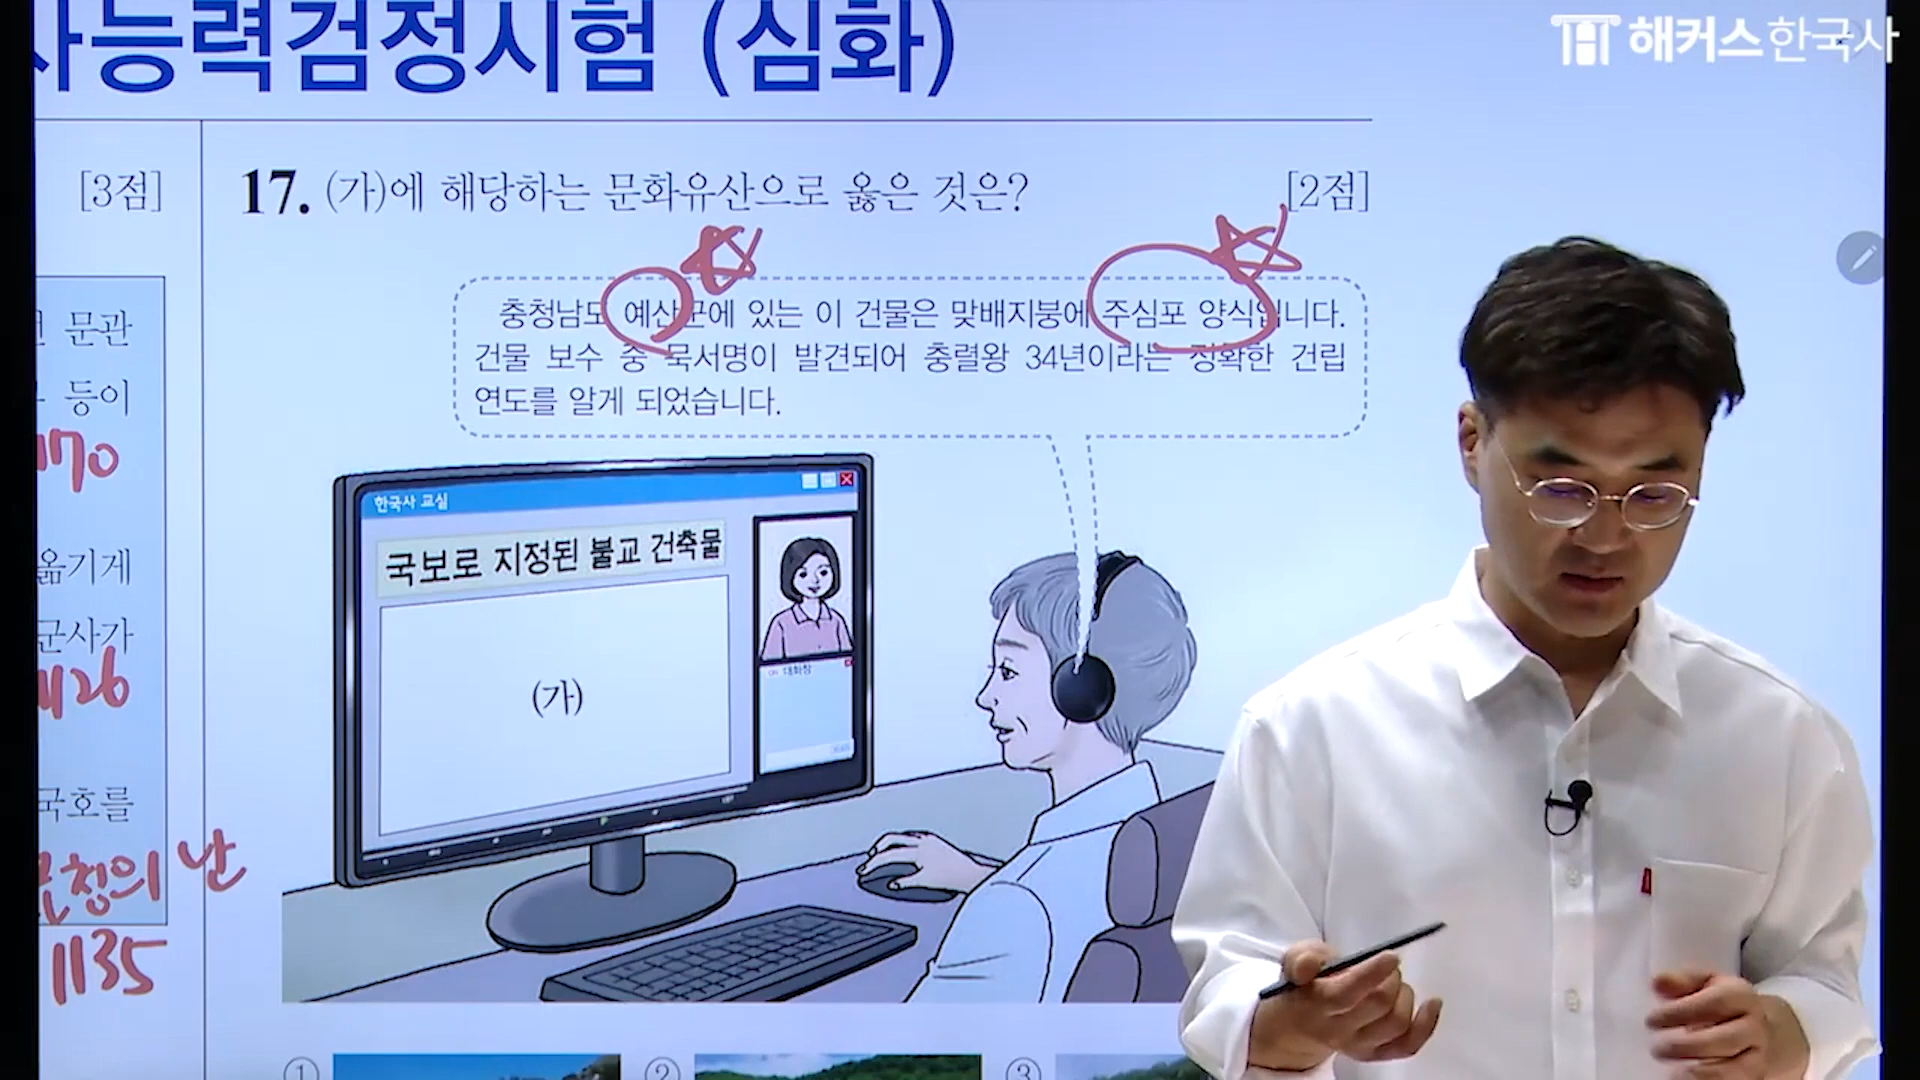 사능력검정시험 (심화)
해커스한국사
[3점]
문관
등이
1170
옮기게
군사가
1126
국호를
묘청의 난
1135
17. (가)에 해당하는 문화유산으로 옳은 것은? [2점]
충청남도 예산군에 있는 이 건물은 맞배지붕에 주심포 양식입니다.
건물 보수 중 묵서명이 발견되어 충렬왕 34년이라는 정확한 건립
연도를 알게 되었습니다.
한국사 교실
국보로 지정된 불교 건축물
(가)
대화창
① ② ③